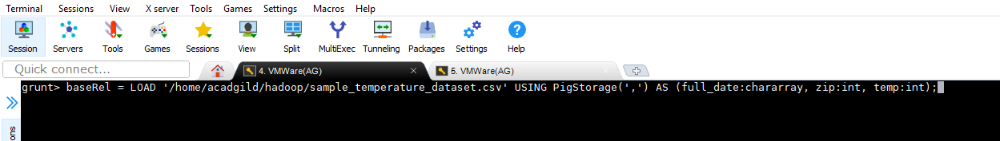 Terminal Sessions View X server Tools Games Settings Macros Help
Session Servers Tools Games Sessions View Split MultiExec Tunneling Packages Settings Help
Quick connect... 4. VMWare(AG) 5. VMWare(AG)
grunt> baseRel = LOAD '/home/acadgild/hadoop/sample_temperature_dataset.csv' USING PigStorage(',') AS (full_date:chararray, zip:int, temp:int);
ons